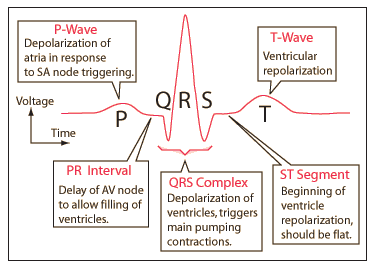 P-Wave
Depolarization of
atria in response
to SA node triggering.
T-Wave
Ventricular
repolarization
Q R S
Voltage
P
T
Time
PR Interval
Delay of AV node
to allow filling of
ventricles.
QRS Complex
Depolarization of
ventricles, triggers
main pumping
contractions.
ST Segment
Beginning of
ventricle
repolarization,
should be flat.